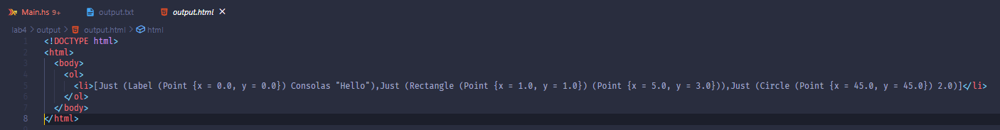 Main.hs 9+ output.txt output.html
lab4 > output > output.html > html
1 <!DOCTYPE html>
2 <html>
3 <body>
4 <ol>
5 <li>[Just (Label (Point {x = 0.0, y = 0.0}) Consolas "Hello"),Just (Rectangle (Point {x = 1.0, y = 1.0}) (Point {x = 5.0, y = 3.0})),Just (Circle (Point {x = 45.0, y = 45.0}) 2.0)]</li>
6 </ol>
7 </body>
8 </html>
9